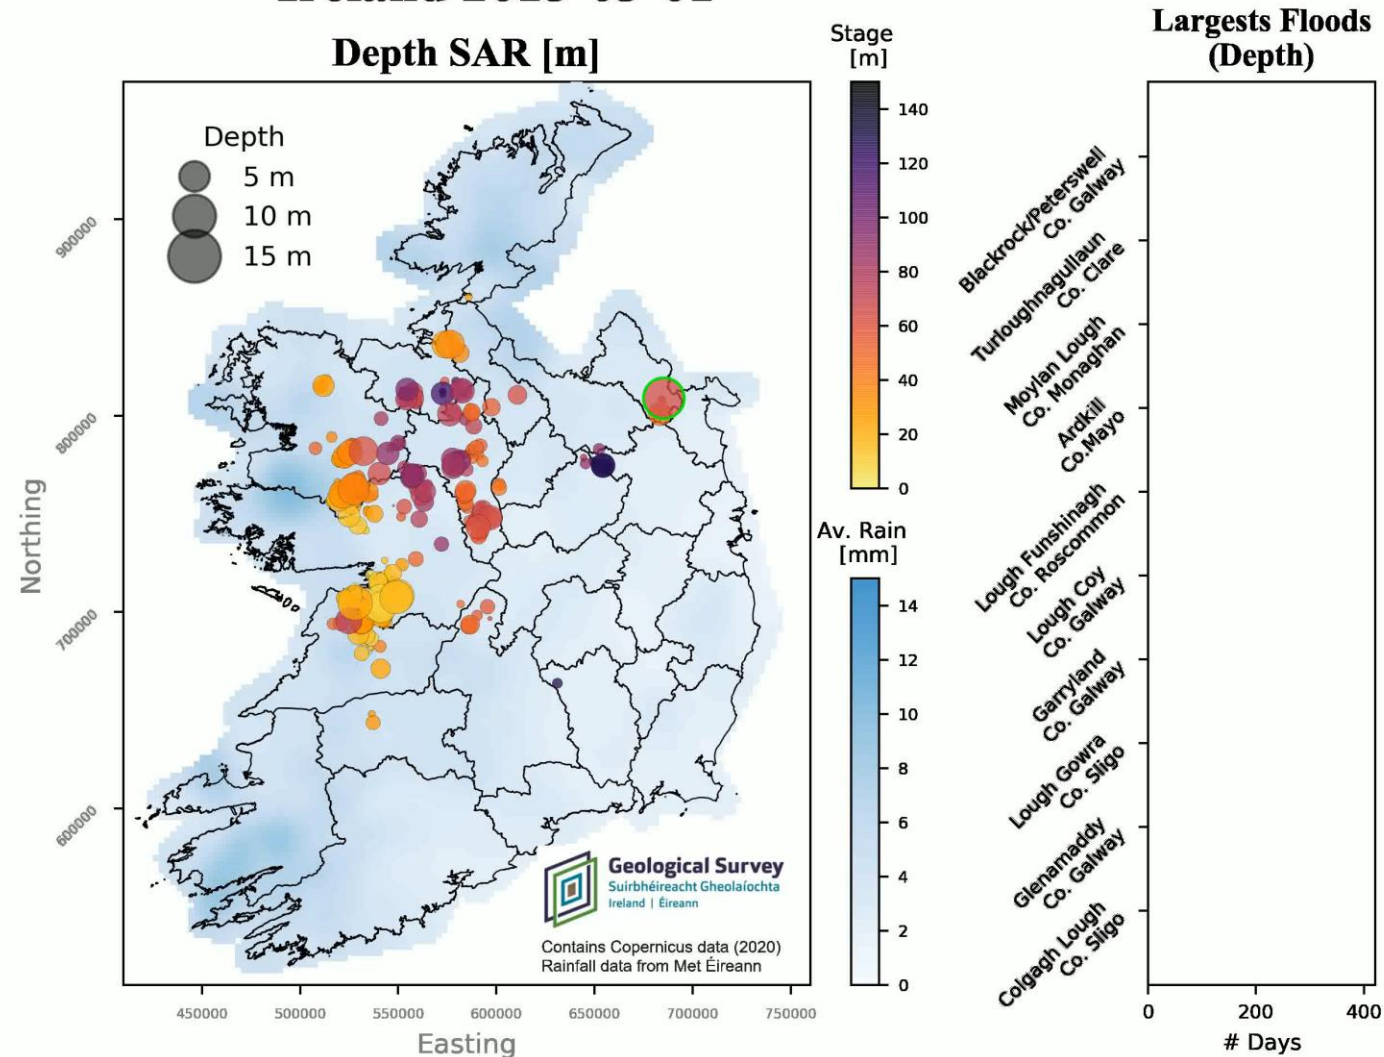 Depth SAR [m]
Depth
5 m
10 m
15 m
Northing
900000
800000
700000
600000
450000
500000
550000
600000
650000
700000
750000
Easting
Geological Survey
Suirbhéireacht Gheolaíochta
Ireland | Éireann
Contains Copernicus data (2020)
Rainfall data from Met Éireann
Stage
[m]
140
120
100
80
60
40
20
0
Av. Rain
[mm]
14
12
10
8
6
4
2
0
Largests Floods
(Depth)
Blackrock/Peterswell
Co. Galway
Turloughnagullaun
Co. Clare
Moylan Lough
Co. Monaghan
Ardkill
Co.Mayo
Lough Funshinagh
Co. Roscommon
Lough Coy
Co. Galway
Garryland
Co. Galway
Lough Gowra
Co. Sligo
Glenamaddy
Co. Galway
Colgagh Lough
Co. Sligo
0
200
400
# Days